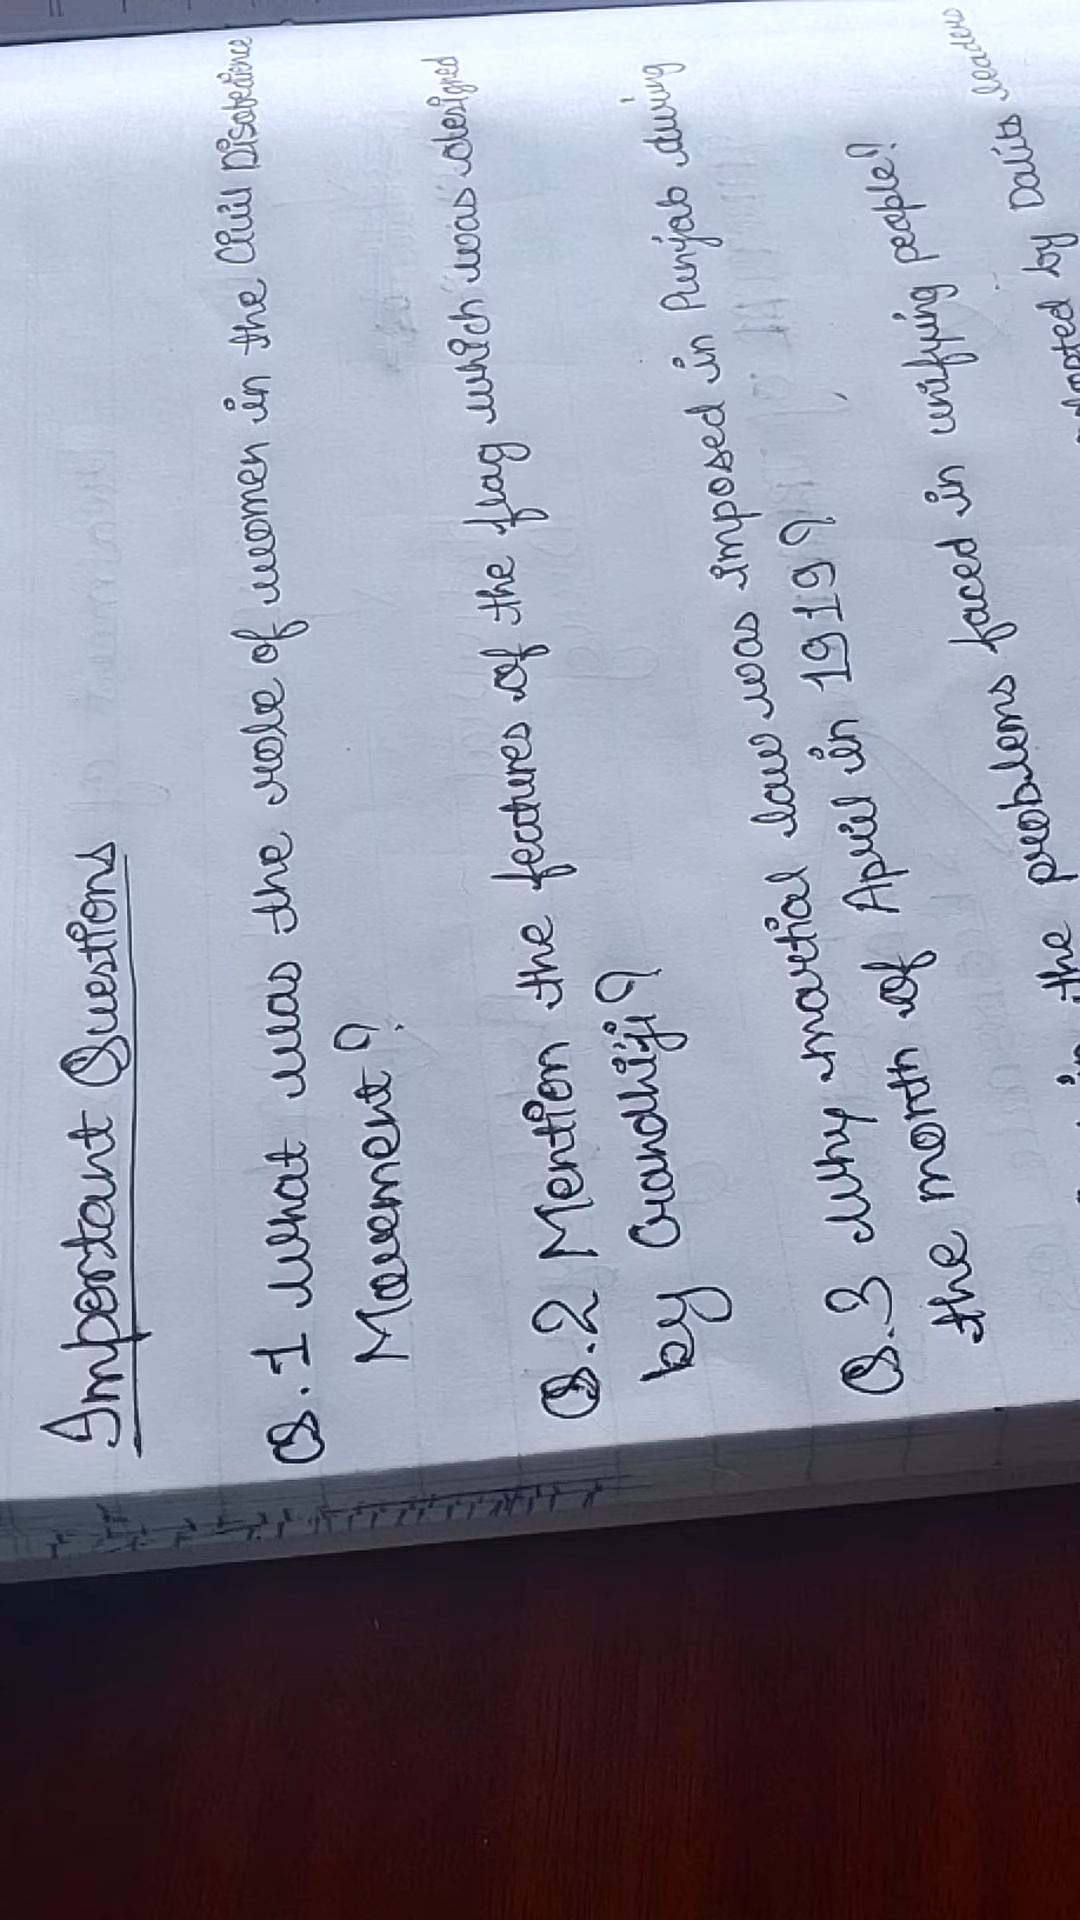 Important Questions
Q.1 What was the role of women in the Civil Disobedience
Movement?
Q.2 Mention the features of the flag which was designed
by Gandhiji?
Q.3 Why martial law was imposed in Punjab during
the month of April in 1919?
the problems faced in unifying people?
by Dalits leaders